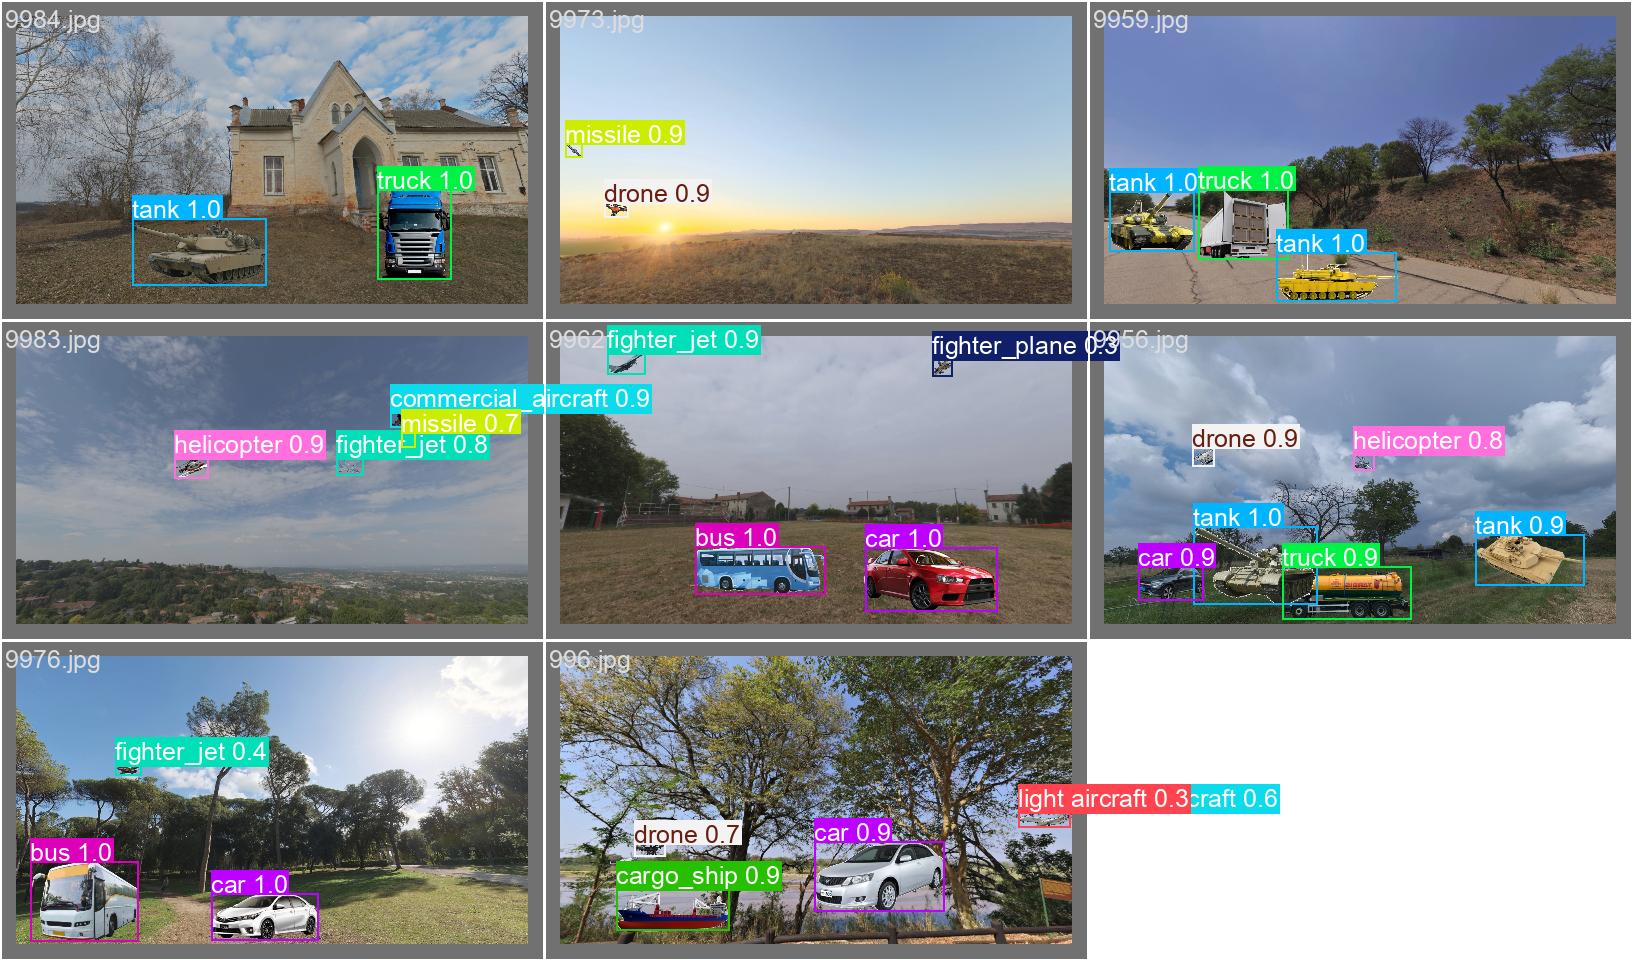 9984.jpg
tank 1.0
truck 1.0
9973.jpg
missile 0.9
drone 0.9
9959.jpg
tank 1.0
truck 1.0
tank 1.0
9983.jpg
commercial_aircraft 0.9
missile 0.7
helicopter 0.9
fighter_jet 0.8
9962
fighter_jet 0.9
fighter_plane 0.3
bus 1.0
car 1.0
9956.jpg
drone 0.9
helicopter 0.8
tank 1.0
tank 0.9
car 0.9
truck 0.9
9976.jpg
fighter_jet 0.4
bus 1.0
car 1.0
996.jpg
light aircraft 0.3
craft 0.6
drone 0.7
car 0.9
cargo_ship 0.9